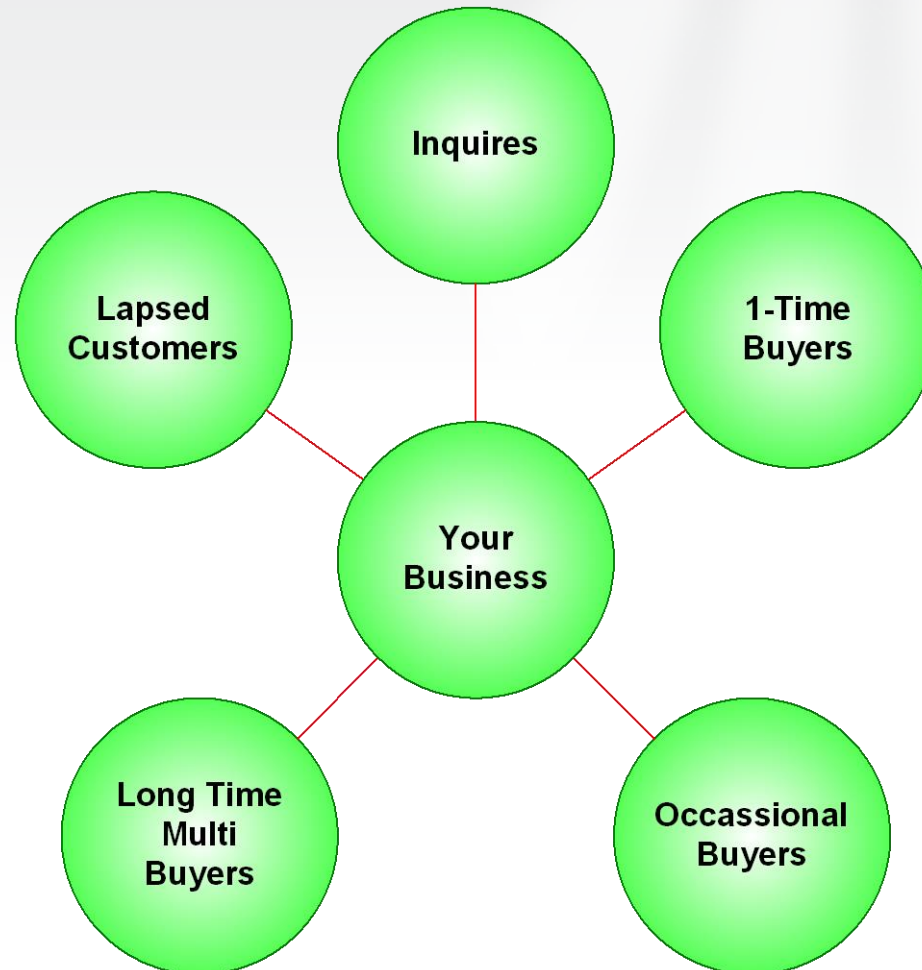 Inquires
Lapsed
Customers
1-Time
Buyers
Your
Business
Long Time
Multi
Buyers
Occassional
Buyers